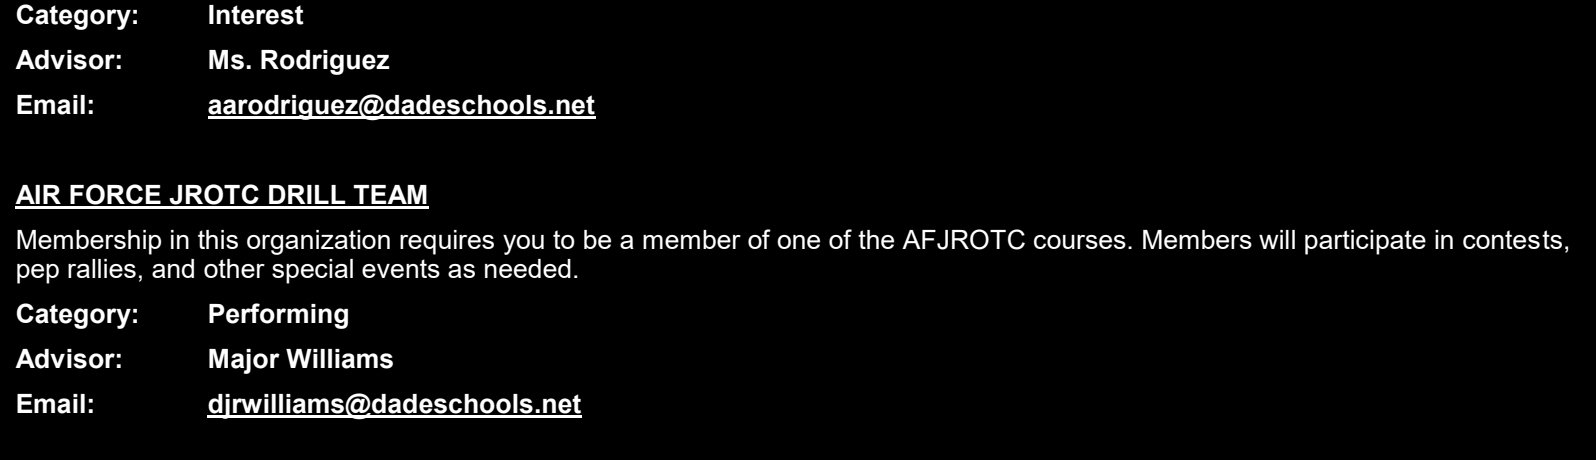 Category: Interest
Advisor: Ms. Rodriguez
Email: aarodriguez@dadeschools.net
AIR FORCE JROTC DRILL TEAM
Membership in this organization requires you to be a member of one of the AFJROTC courses. Members will participate in contests,
pep rallies, and other special events as needed.
Category: Performing
Advisor: Major Williams
Email: djrwilliams@dadeschools.net